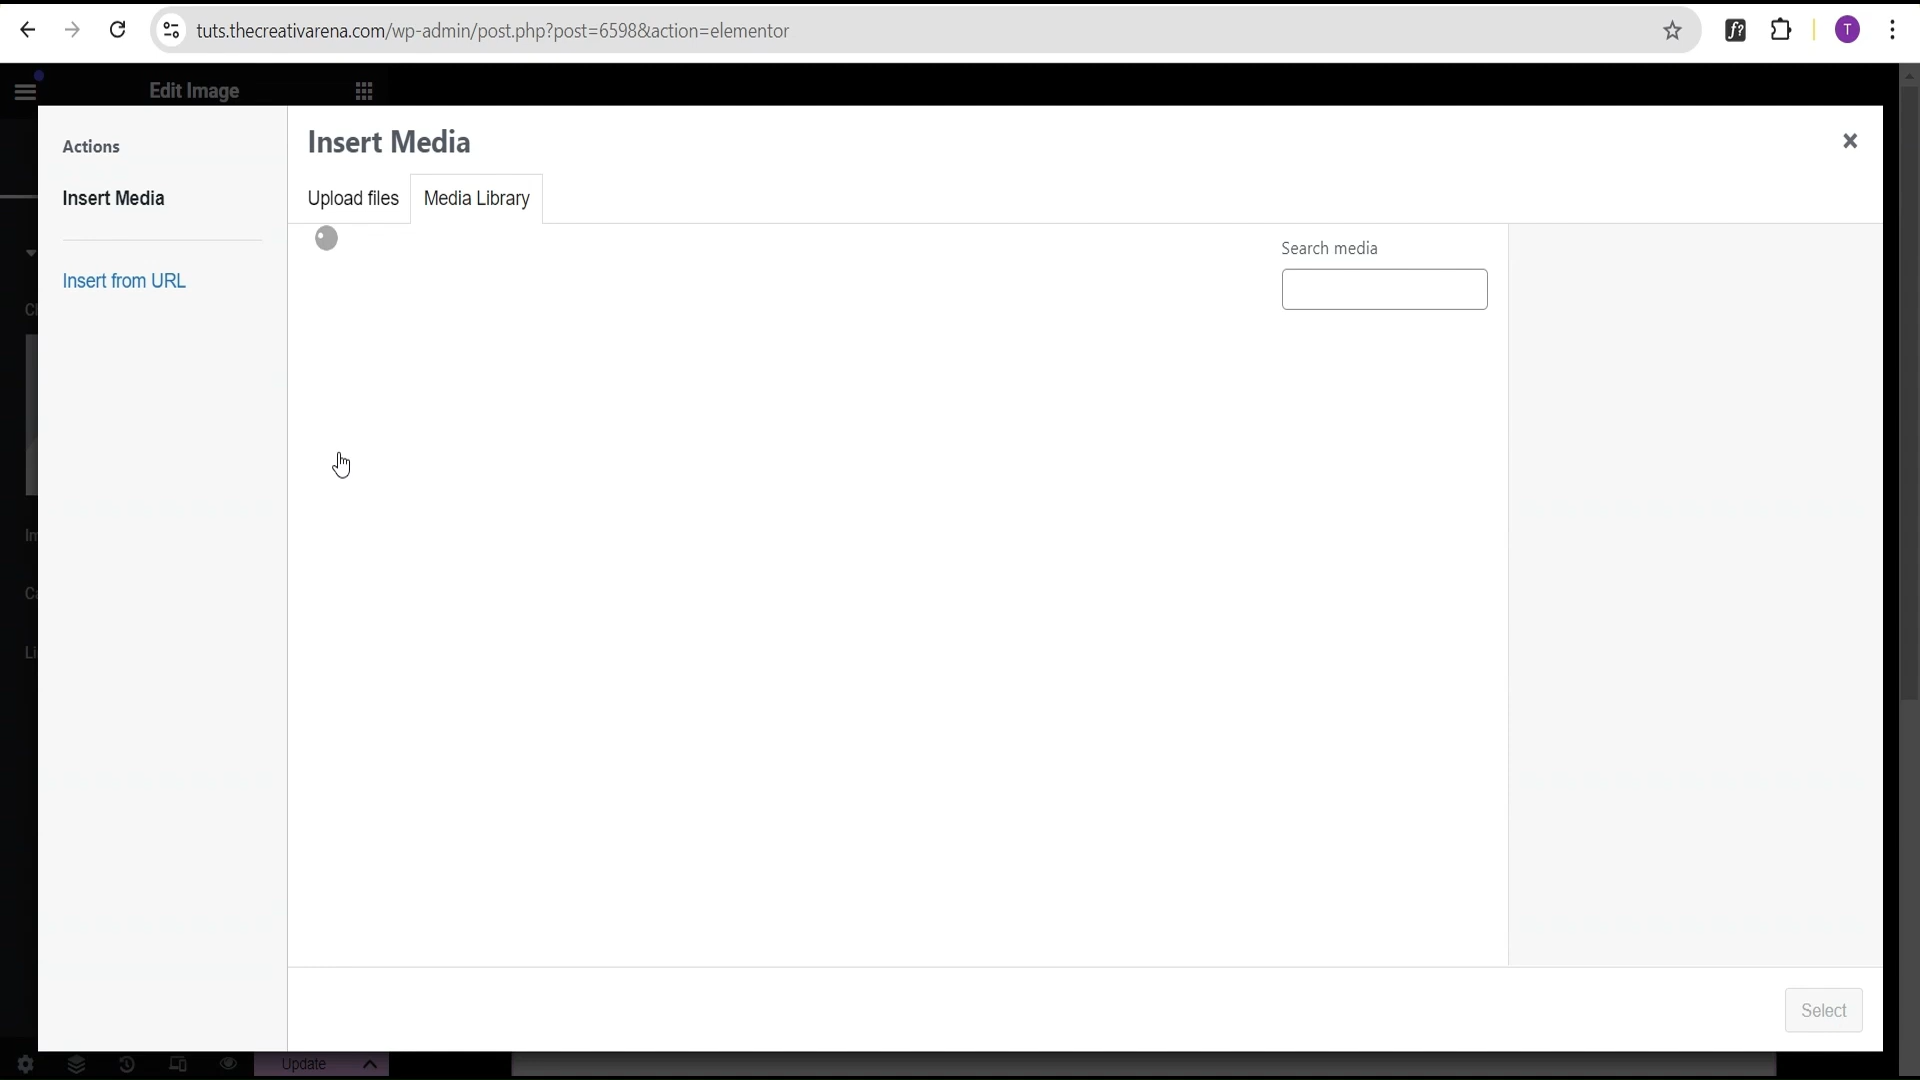 tuts.thecreativarena.com/wp-admin/post.php?post=6598&action=elementor
f?
T
Edit Image
Actions
Insert Media
Insert from URL
Insert Media
Upload files
Media Library
Search media
Select
Update